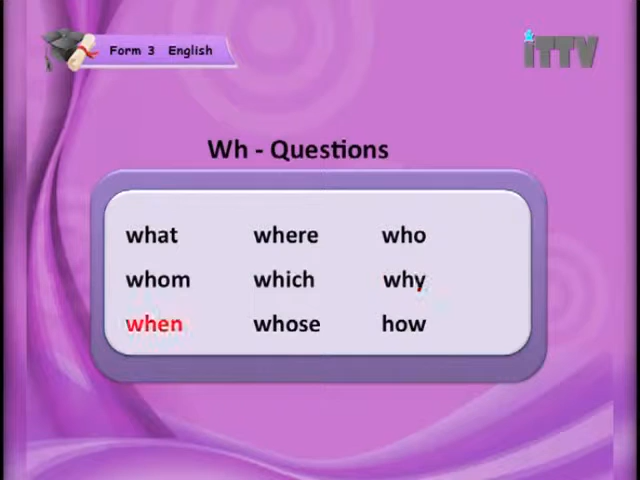 Form 3 English
iTTV
Wh - Questions
what where who
whom which why
when whose how